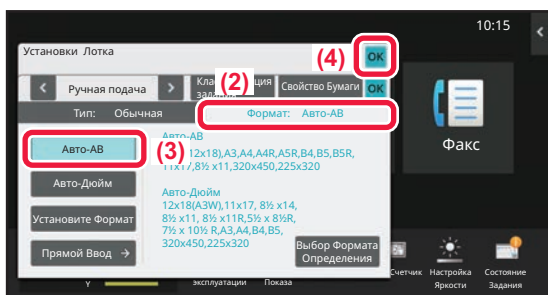 10:15
Установки Лотка
(4)
OK
Ручная подача
(2)
Свойство Бумаги
OK
Тип: Обычная
Формат: Авто-AB
Авто-AB
(3)
Авто-AB
12x18),A3,A4,A4R,A5R,B4,B5,B5R,
11x17,8½ x11,320x450,225x320
Авто-Дюйм
Авто-Дюйм
12x18(A3W),11x17, 8½ x14,
8½ x11, 8½ x11R,5½ x 8½R,
7½ x 10½ R,A3,A4,B4,B5,
320x450,225x320
Установите Формат
Прямой Ввод →
Выбор Формата
Определения
Факс
Счетчик
Настройка
Яркости
Состояние
Задания
Y
эксплуатации
Показа